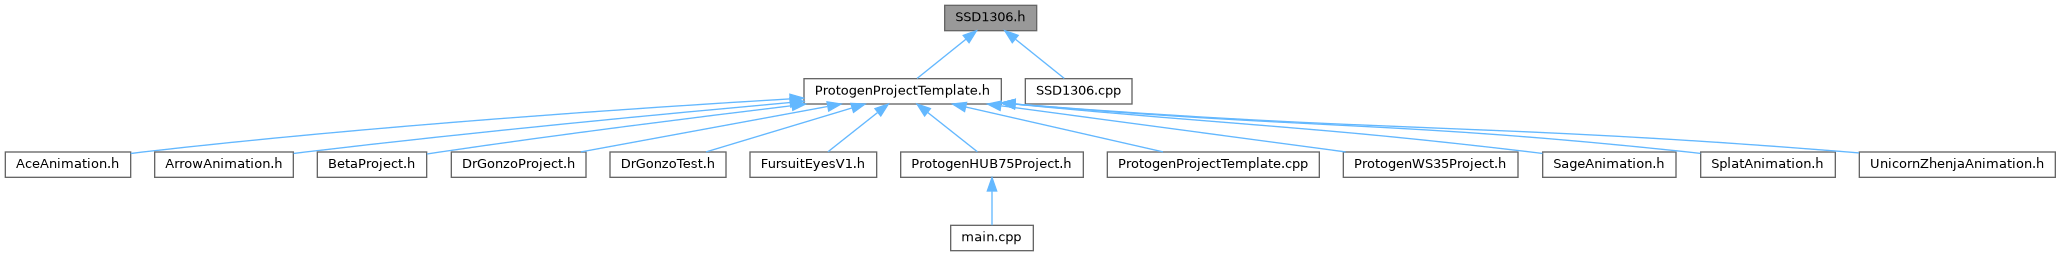 SSD1306.h
ProtogenProjectTemplate.h
SSD1306.cpp
AceAnimation.h
ArrowAnimation.h
BetaProject.h
DrGonzoProject.h
DrGonzoTest.h
FursuitEyesV1.h
ProtogenHUB75Project.h
ProtogenProjectTemplate.cpp
ProtogenWS35Project.h
SageAnimation.h
SplatAnimation.h
UnicornZhenjaAnimation.h
main.cpp